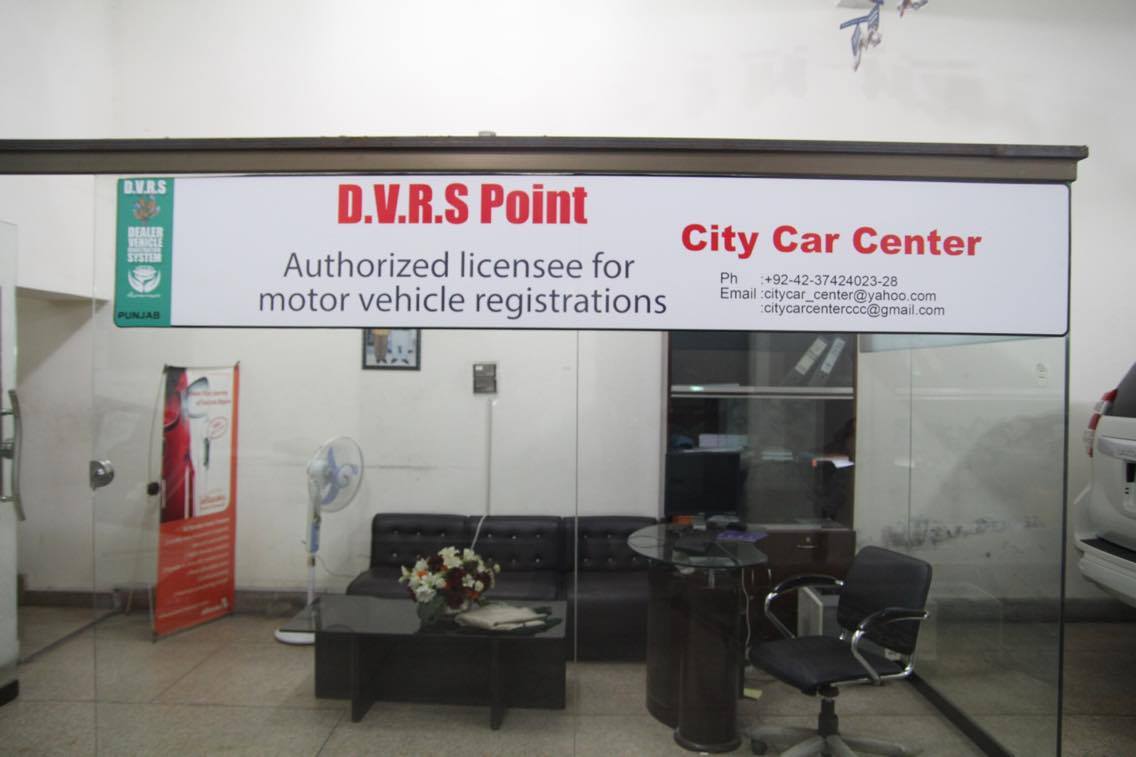 D.V.R.S
DEALER
VEHICLE
REGISTRATION
SYSTEM
PUNJAB
D.V.R.S Point
Authorized licensee for
motor vehicle registrations
City Car Center
Ph :+92-42-37424023-28
Email :citycar_center@yahoo.com
:citycarcenterccc@gmail.com